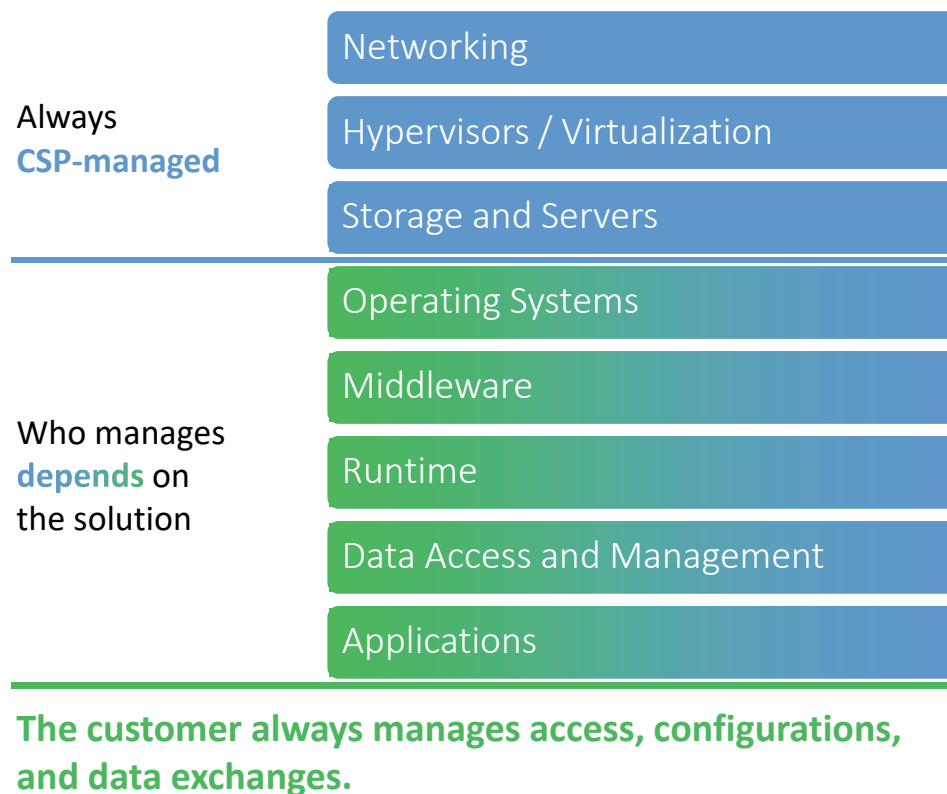 Networking
Always
CSP-managed
Hypervisors / Virtualization
Storage and Servers
Operating Systems
Middleware
Who manages
depends on
the solution
Runtime
Data Access and Management
Applications
The customer always manages access, configurations,
and data exchanges.